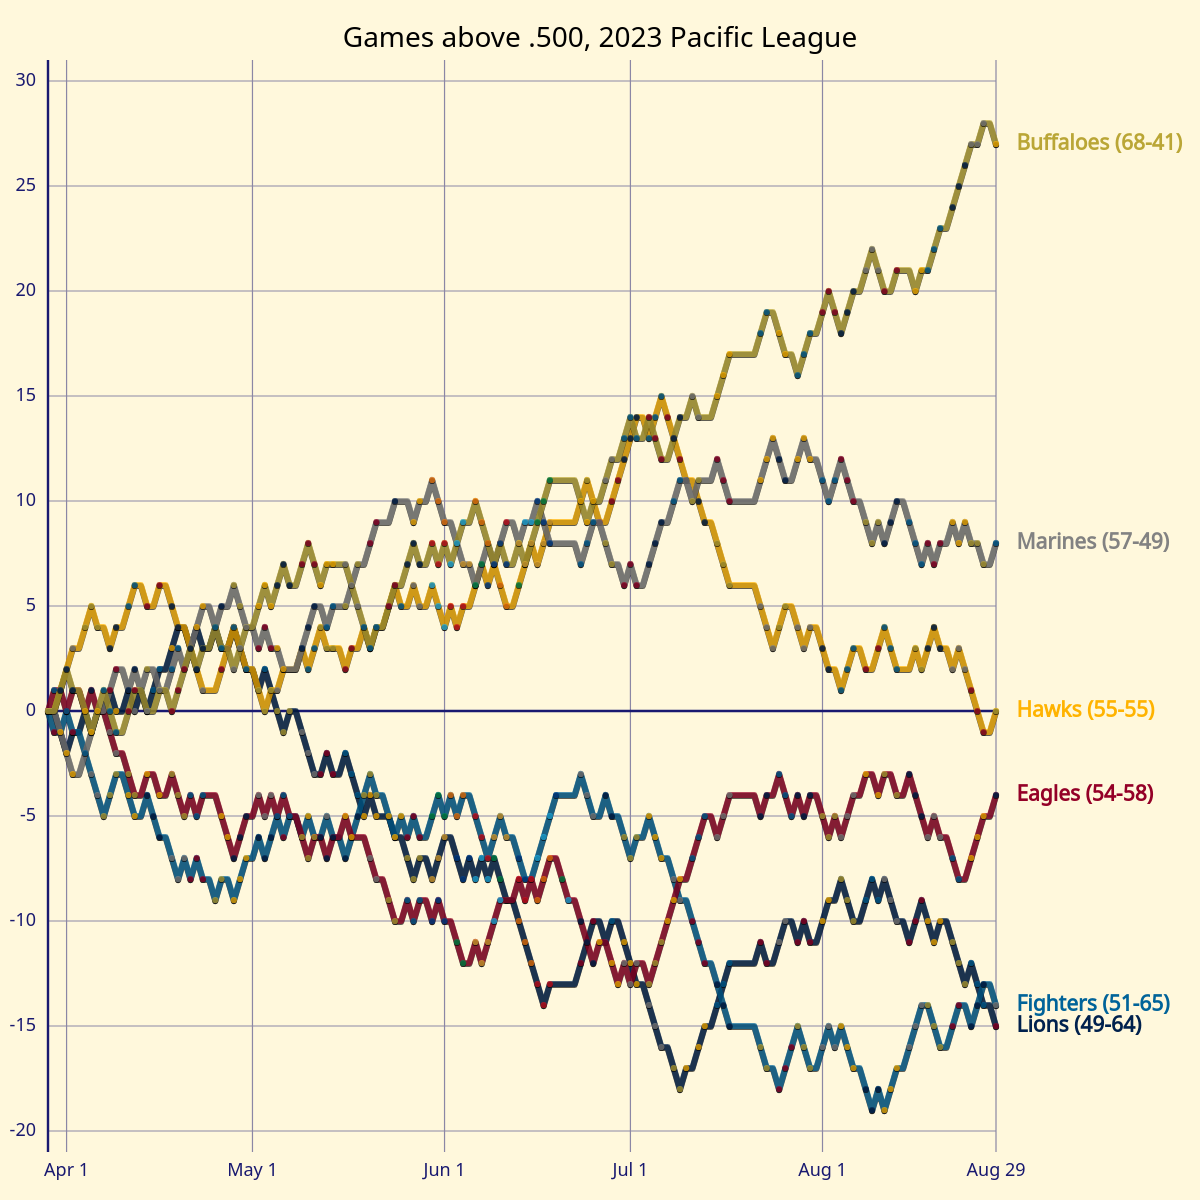 Games above .500, 2023 Pacific League
30
25
20
15
10
5
0
-5
-10
-15
-20
Buffaloes (68-41)
Marines (57-49)
Hawks (55-55)
Eagles (54-58)
Fighters (51-65)
Lions (49-64)
Apr 1 May 1 Jun 1 Jul 1 Aug 1 Aug 29